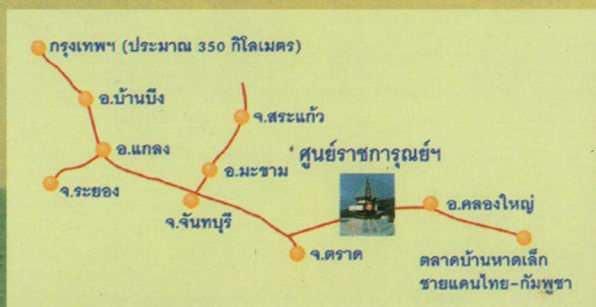 กรุงเทพฯ (ประมาณ 350 กิโลเมตร)
อ.บ้านบึง
จ.สระแก้ว
อ.แกลง
ศูนย์ราชการุณย์ฯ
อ.มะขาม
จ.ระยอง
จ.จันทบุรี
อ.คลองใหญ่
จ.ตราด
ตลาดบ้านหาดเล็ก
ชายแดนไทย-กัมพูชา